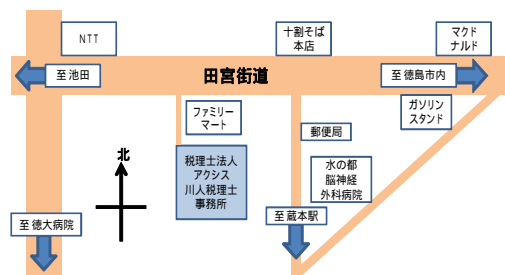 NTT
十割そば
本店
マクド
ナルド
至 池田
田宮街道
至 徳島市内
ファミリー
マート
ガソリン
スタンド
郵便局
北
税理士法人
アクシス
川人税理士
事務所
水の都
脳神経
外科病院
至 徳大病院
至 蔵本駅